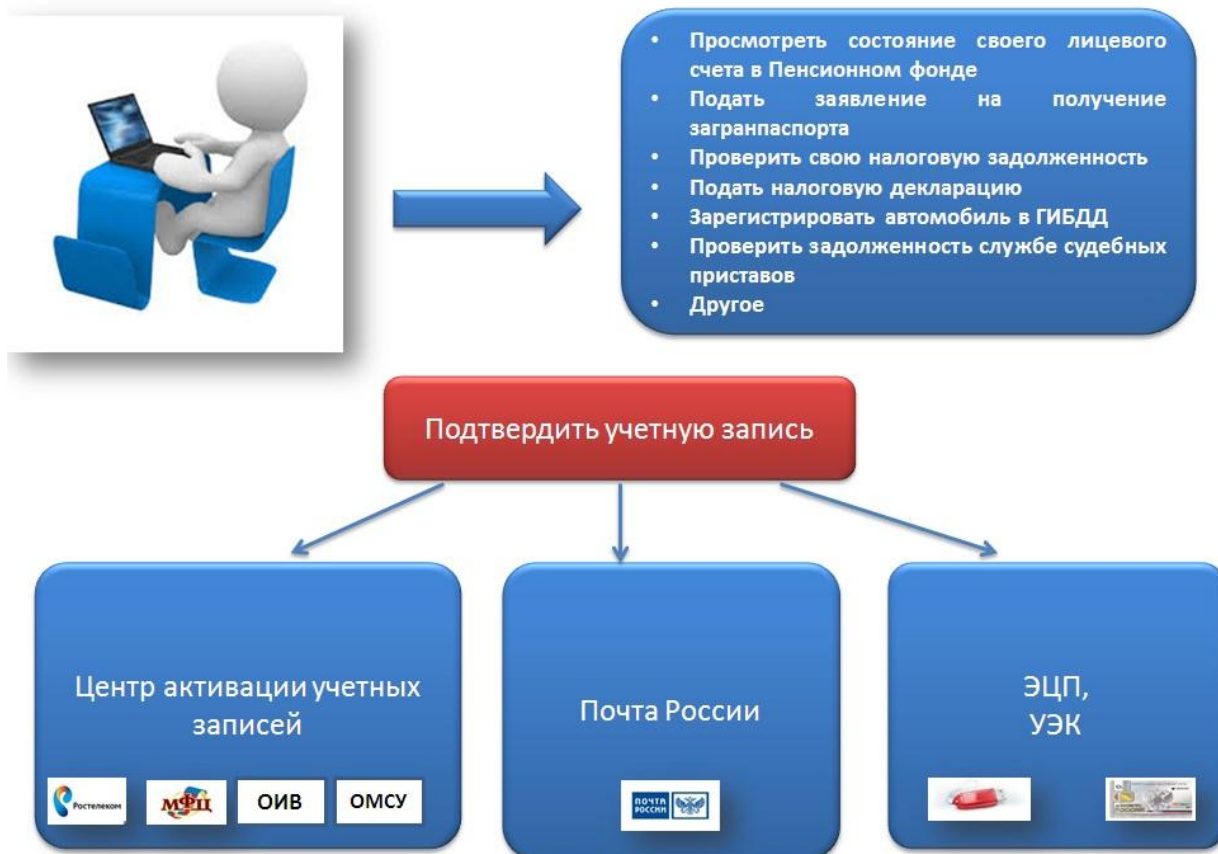 • Просмотреть состояние своего лицевого
счета в Пенсионном фонде
• Подать заявление на получение
загранпаспорта
• Проверить свою налоговую задолженность
• Подать налоговую декларацию
• Зарегистрировать автомобиль в ГИБДД
• Проверить задолженность службе судебных
приставов
• Другое
Подтвердить учетную запись
Центр активации учетных
записей
Ростелеком
МФЦ
ОИВ
ОМСУ
Почта России
ПОЧТА
РОССИИ
ЭЦП,
УЭК